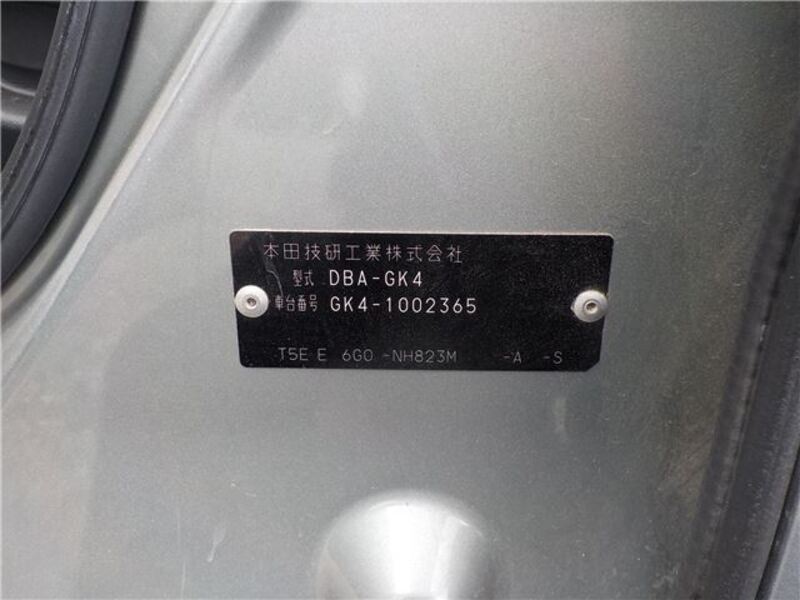 本田技研工業株式会社
型式 DBA-GK4
車台番号 GK4-1002365
T5E E 6G0 -NH823M -A -S